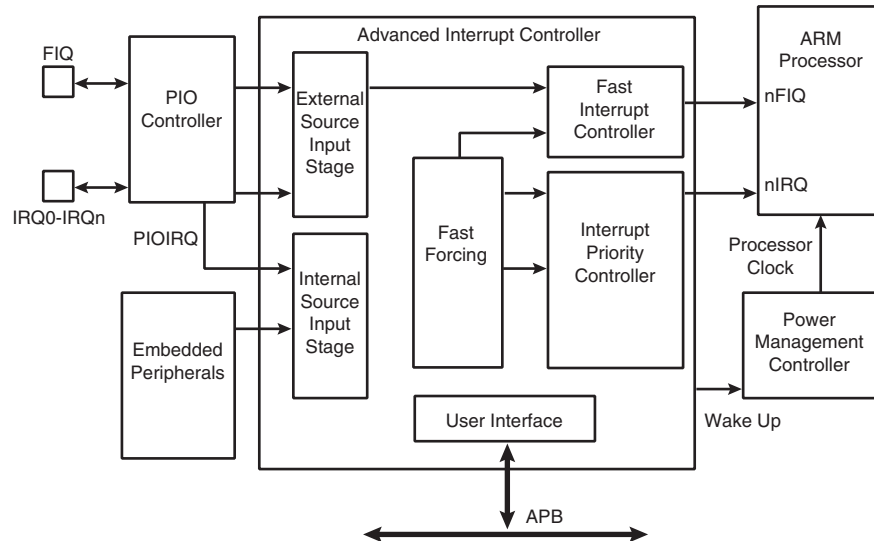 Advanced Interrupt Controller
FIQ
PIO
Controller
IRQ0-IRQn
PIOIRQ
Embedded
Peripherals
External
Source
Input
Stage
Internal
Source
Input
Stage
Fast
Forcing
Fast
Interrupt
Controller
Interrupt
Priority
Controller
User Interface
APB
ARM
Processor
nFIQ
nIRQ
Processor
Clock
Power
Management
Controller
Wake Up